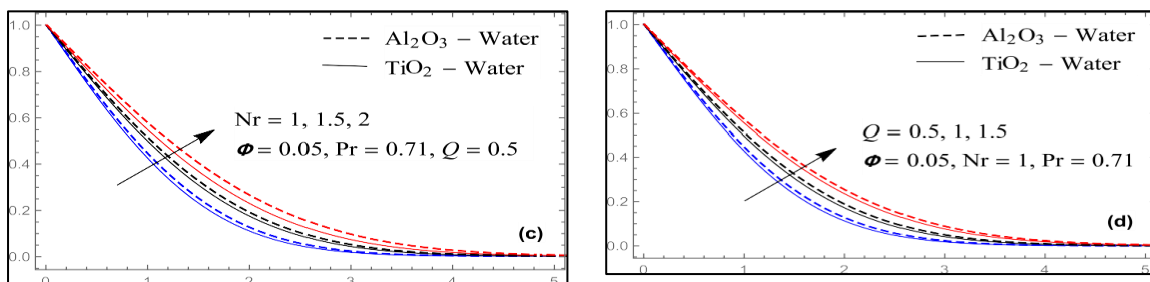 1.0
0.8
0.6
0.4
0.2
0.0
Al₂O₃ – Water
TiO₂ – Water
Nr = 1, 1.5, 2
Φ = 0.05, Pr = 0.71, Q = 0.5
(c)
0 1 2 3 4 5
1.0
0.8
0.6
0.4
0.2
0.0
Al₂O₃ – Water
TiO₂ – Water
Q = 0.5, 1, 1.5
Φ = 0.05, Nr = 1, Pr = 0.71
(d)
0 1 2 3 4 5